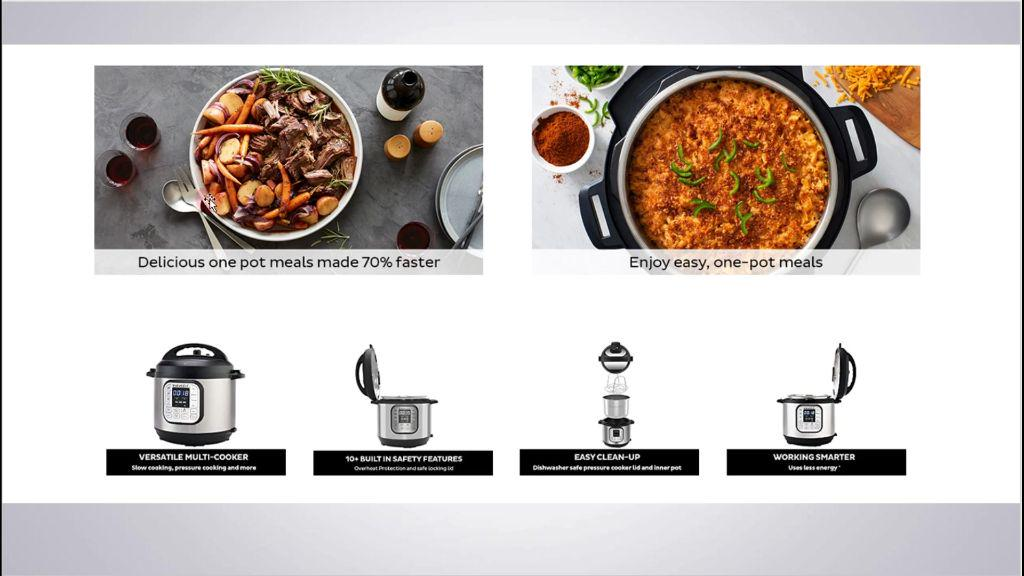 Delicious one pot meals made 70% faster
Enjoy easy, one-pot meals
VERSATILE MULTI-COOKER
Slow cooking, pressure cooking and more
10+ BUILT IN SAFETY FEATURES
Overheat Protection and safe locking lid
EASY CLEAN-UP
Dishwasher safe pressure cooker lid and inner pot
WORKING SMARTER
Uses less energy*